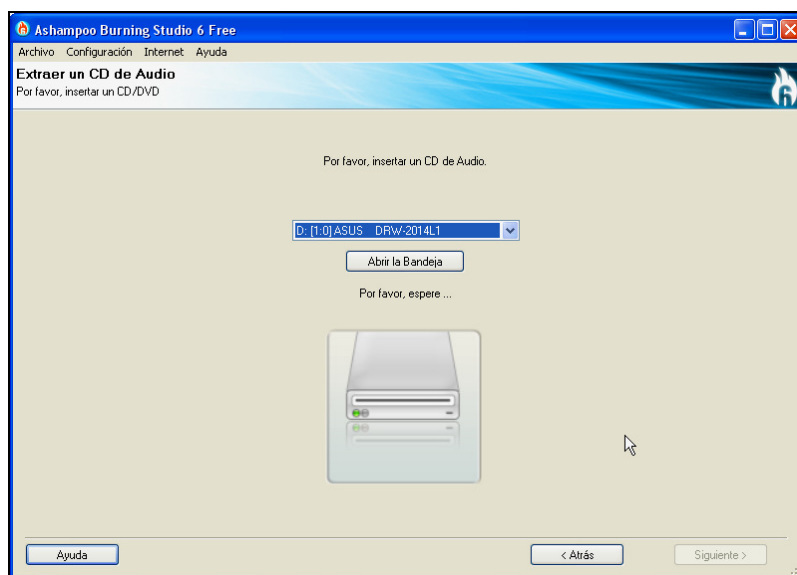 Ashampoo Burning Studio 6 Free
Archivo Configuración Internet Ayuda
Extraer un CD de Audio
Por favor, insertar un CD/DVD
6
Por favor, insertar un CD de Audio.
D: [1:0] ASUS DRW-2014L1
Abrir la Bandeja
Por favor, espere ...
Ayuda
< Atrás
Siguiente >